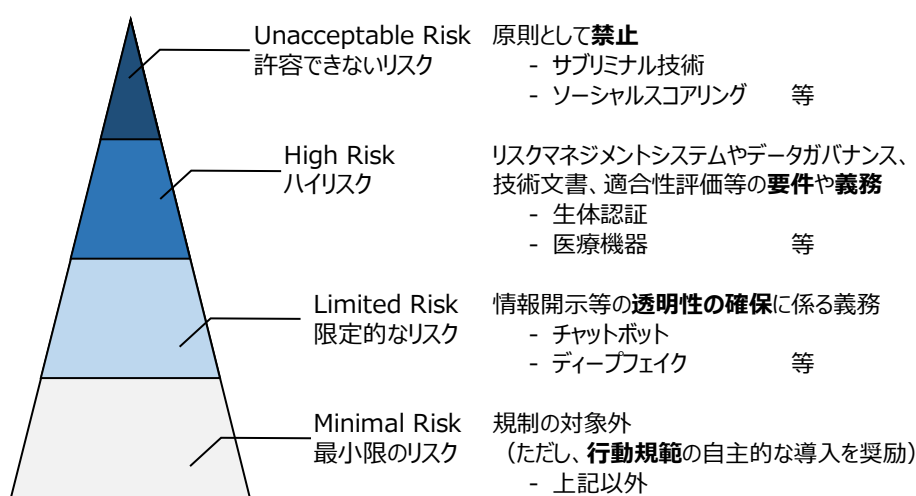 Unacceptable Risk 原則として禁止
許容できないリスク - サブリミナル技術
- ソーシャルスコアリング 等
High Risk リスクマネジメントシステムやデータガバナンス、
ハイリスク 技術文書、適合性評価等の要件や義務
- 生体認証
- 医療機器 等
Limited Risk 情報開示等の透明性の確保に係る義務
限定的なリスク - チャットボット
- ディープフェイク 等
Minimal Risk 規制の対象外
最小限のリスク （ただし、行動規範の自主的な導入を奨励）
- 上記以外